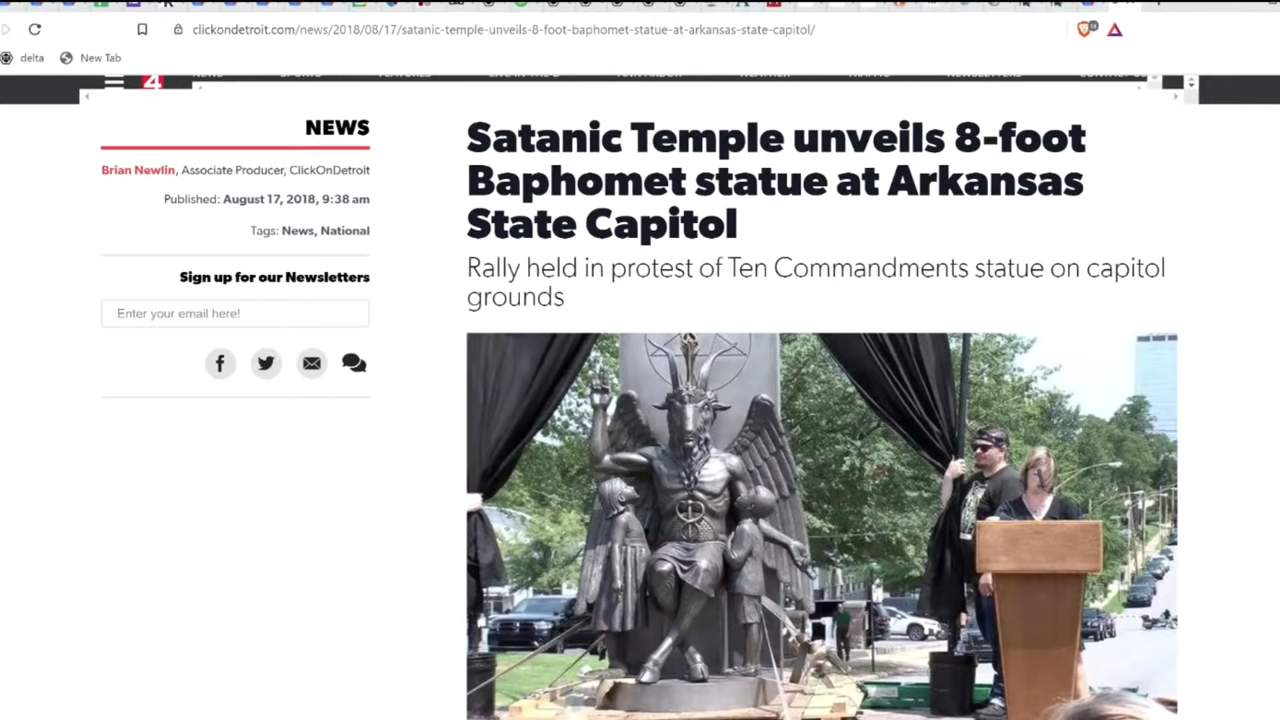 clickondetroit.com/news/2018/08/17/satanic-temple-unveils-8-foot-baphomet-statue-at-arkansas-state-capitol/
delta
New Tab
4
NEWS
Brian Newlin, Associate Producer, ClickOnDetroit
Published: August 17, 2018, 9:38 am
Tags: News, National
Sign up for our Newsletters
Enter your email here!
Satanic Temple unveils 8-foot
Baphomet statue at Arkansas
State Capitol
Rally held in protest of Ten Commandments statue on capitol
grounds